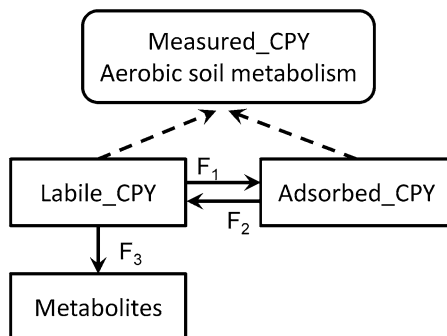 Measured_CPY
Aerobic soil metabolism
F1
Labile_CPY
Adsorbed_CPY
F2
F3
Metabolites